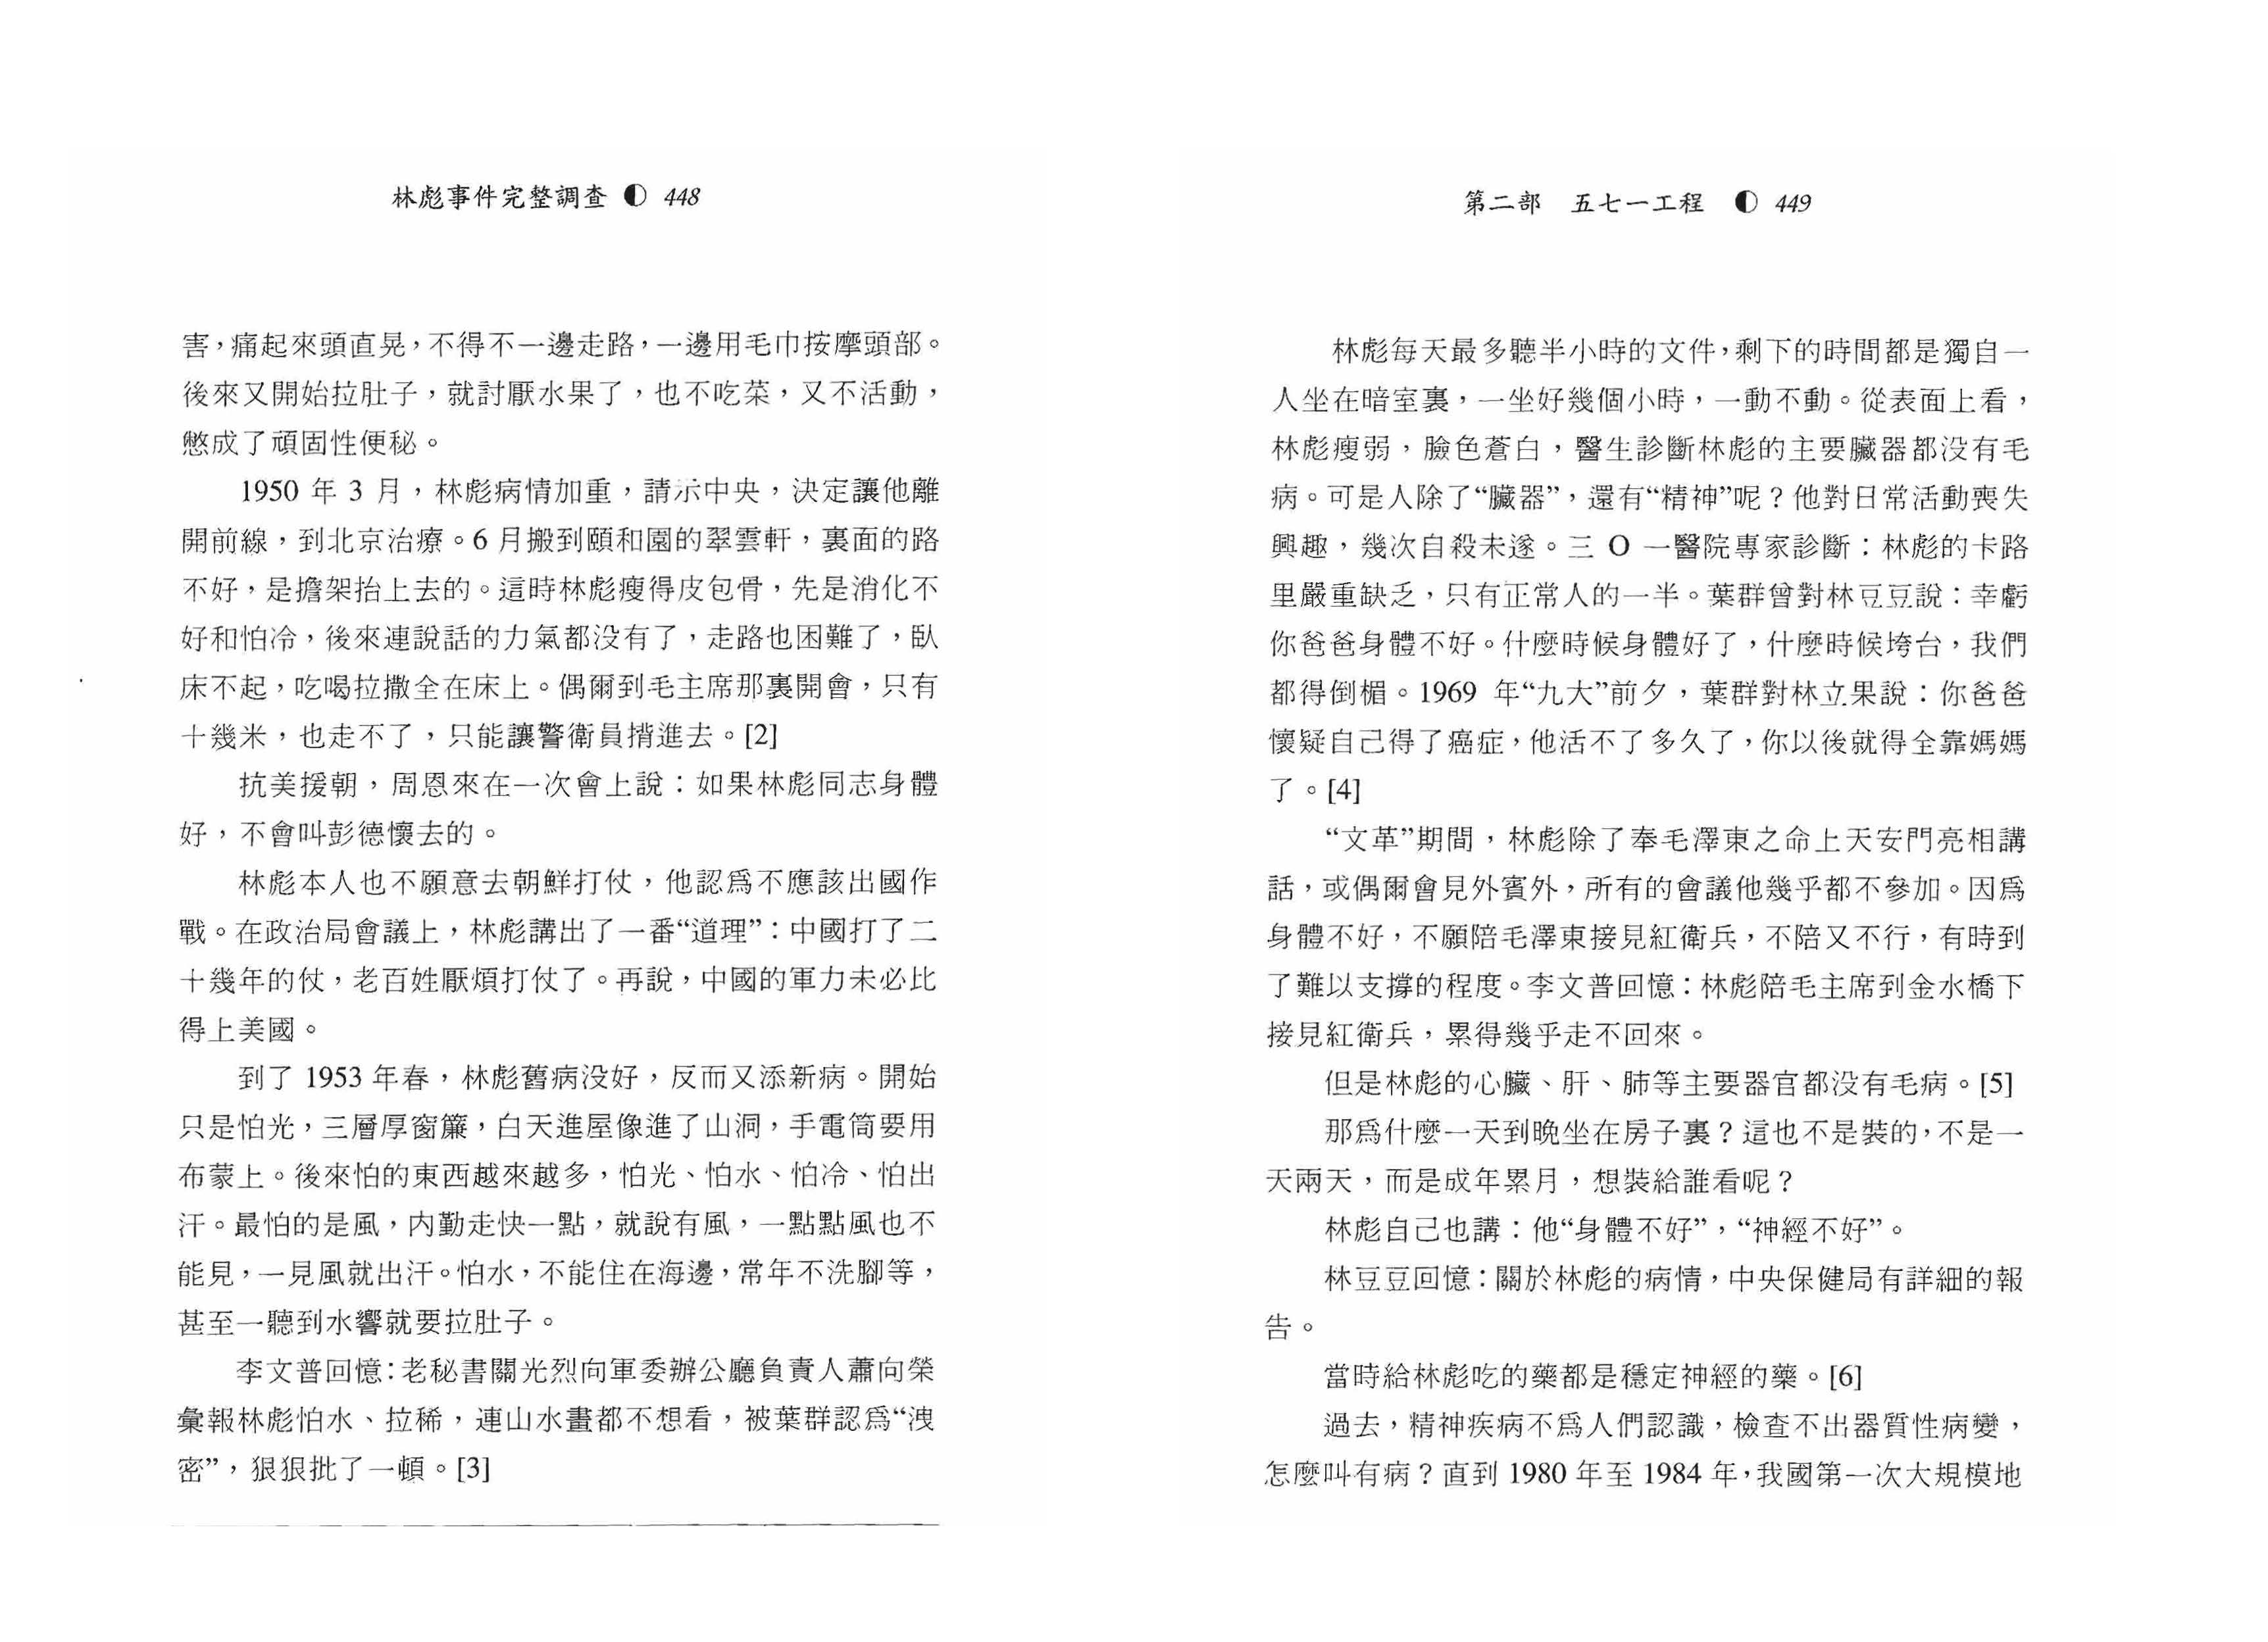 林彪事件完整調查 ◐ 448
害，痛起來頭直晃，不得不一邊走路，一邊用毛巾按摩頭部。
後來又開始拉肚子，就討厭水果了，也不吃菜，又不活動，
憋成了頑固性便秘。
1950 年 3 月，林彪病情加重，請示中央，決定讓他離
開前線，到北京治療。6 月搬到頤和園的翠雲軒，裏面的路
不好，是擔架抬上去的。這時林彪瘦得皮包骨，先是消化不
好和怕冷，後來連說話的力氣都没有了，走路也困難了，臥
床不起，吃喝拉撒全在床上。偶爾到毛主席那裏開會，只有
十幾米，也走不了，只能讓警衛員揹進去。[2]
抗美援朝，周恩來在一次會上說：如果林彪同志身體
好，不會叫彭德懷去的。
林彪本人也不願意去朝鮮打仗，他認爲不應該出國作
戰。在政治局會議上，林彪講出了一番“道理”：中國打了二
十幾年的仗，老百姓厭煩打仗了。再說，中國的軍力未必比
得上美國。
到了 1953 年春，林彪舊病没好，反而又添新病。開始
只是怕光，三層厚窗簾，白天進屋像進了山洞，手電筒要用
布蒙上。後來怕的東西越來越多，怕光、怕水、怕冷、怕出
汗。最怕的是風，内勤走快一點，就說有風，一點點風也不
能見，一見風就出汗。怕水，不能住在海邊，常年不洗腳等，
甚至一聽到水響就要拉肚子。
李文普回憶：老秘書關光烈向軍委辦公廳負責人蕭向榮
彙報林彪怕水、拉稀，連山水畫都不想看，被葉群認爲“洩
密”，狠狠批了一頓。[3]
第二部　五七一工程 ◐ 449
林彪每天最多聽半小時的文件，剩下的時間都是獨自一
人坐在暗室裏，一坐好幾個小時，一動不動。從表面上看，
林彪瘦弱，臉色蒼白，醫生診斷林彪的主要臟器都没有毛
病。可是人除了“臟器”，還有“精神”呢？他對日常活動喪失
興趣，幾次自殺未遂。三 O 一醫院專家診斷：林彪的卡路
里嚴重缺乏，只有正常人的一半。葉群曾對林豆豆說：幸虧
你爸爸身體不好。什麼時候身體好了，什麼時候垮台，我們
都得倒楣。1969 年“九大”前夕，葉群對林立果說：你爸爸
懷疑自己得了癌症，他活不了多久了，你以後就得全靠媽媽
了。[4]
“文革”期間，林彪除了奉毛澤東之命上天安門亮相講
話，或偶爾會見外賓外，所有的會議他幾乎都不參加。因爲
身體不好，不願陪毛澤東接見紅衛兵，不陪又不行，有時到
了難以支撐的程度。李文普回憶：林彪陪毛主席到金水橋下
接見紅衛兵，累得幾乎走不回來。
但是林彪的心臟、肝、肺等主要器官都没有毛病。[5]
那爲什麼一天到晚坐在房子裏？這也不是裝的，不是一
天兩天，而是成年累月，想裝給誰看呢？
林彪自己也講：他“身體不好”，“神經不好”。
林豆豆回憶：關於林彪的病情，中央保健局有詳細的報
告。
當時給林彪吃的藥都是穩定神經的藥。[6]
過去，精神疾病不爲人們認識，檢查不出器質性病變，
怎麼叫有病？直到 1980 年至 1984 年，我國第一次大規模地